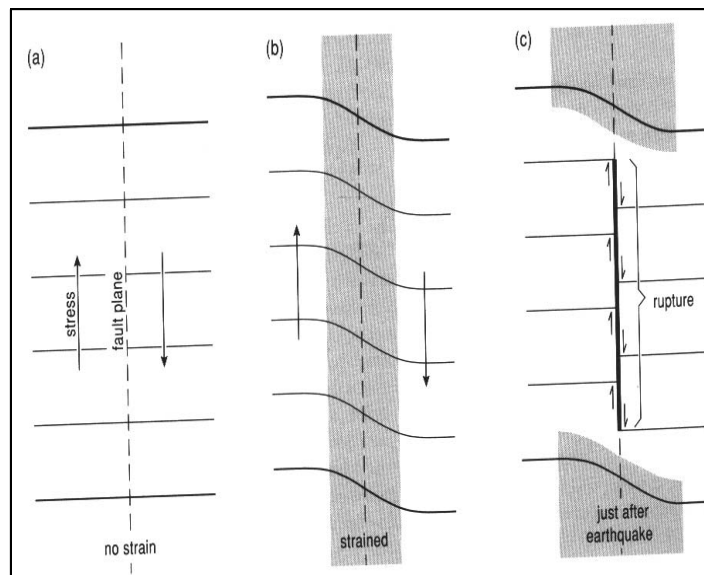 (a)
stress
fault plane
no strain
(b)
strained
(c)
rupture
just after
earthquake